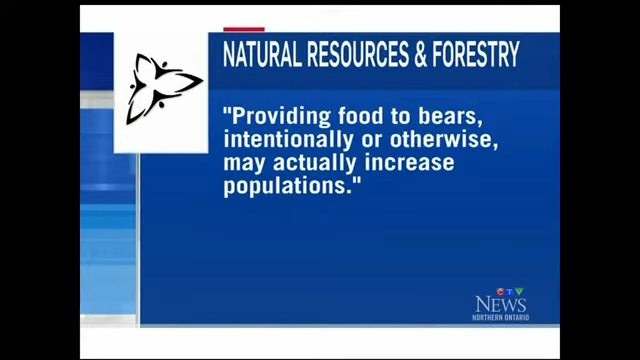 NATURAL RESOURCES & FORESTRY
"Providing food to bears,
intentionally or otherwise,
may actually increase
populations."
CTV
NEWS
NORTHERN ONTARIO